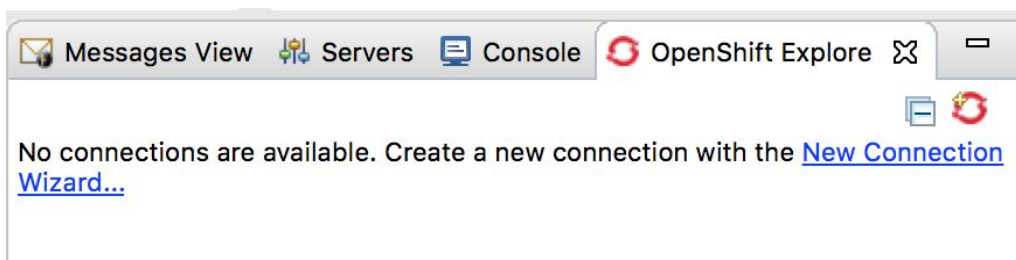 Messages View Servers Console OpenShift Explore
No connections are available. Create a new connection with the New Connection
Wizard...